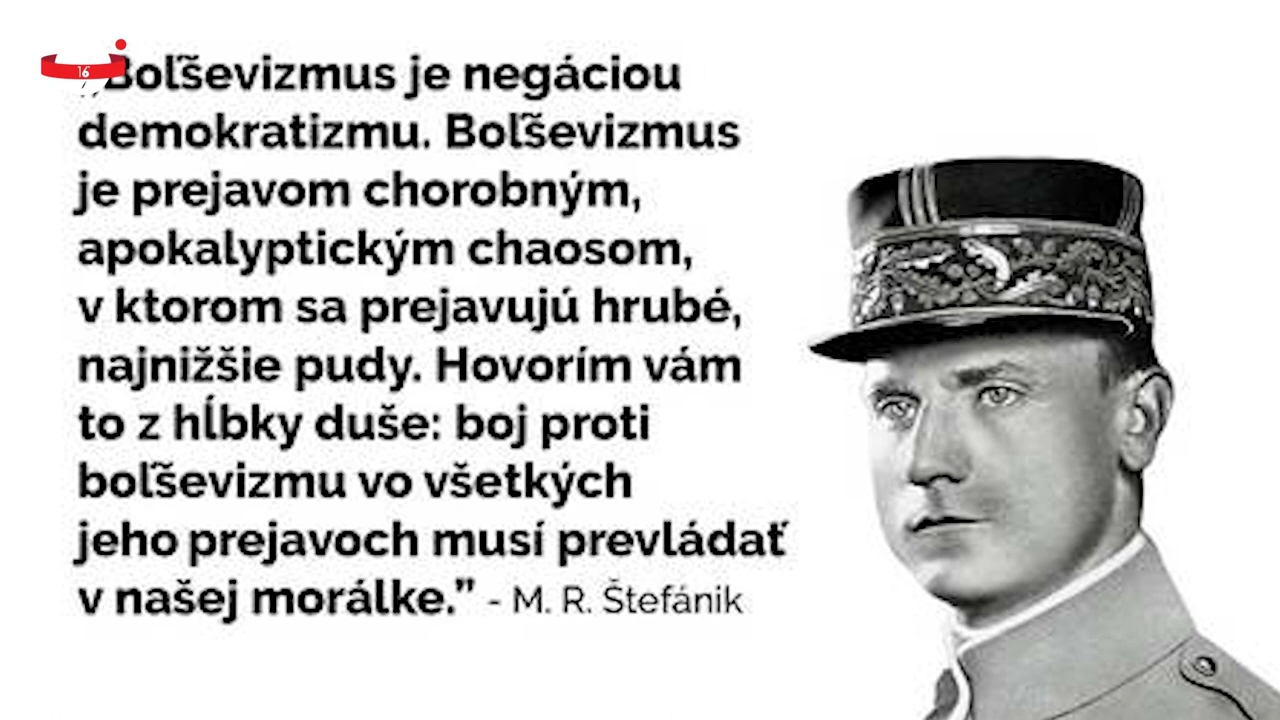 16
„Boľševizmus je negáciou
demokratizmu. Boľševizmus
je prejavom chorobným,
apokalyptickým chaosom,
v ktorom sa prejavujú hrubé,
najnižšie pudy. Hovorím vám
to z hĺbky duše: boj proti
boľševizmu vo všetkých
jeho prejavoch musí prevládať
v našej morálke.” - M. R. Štefánik